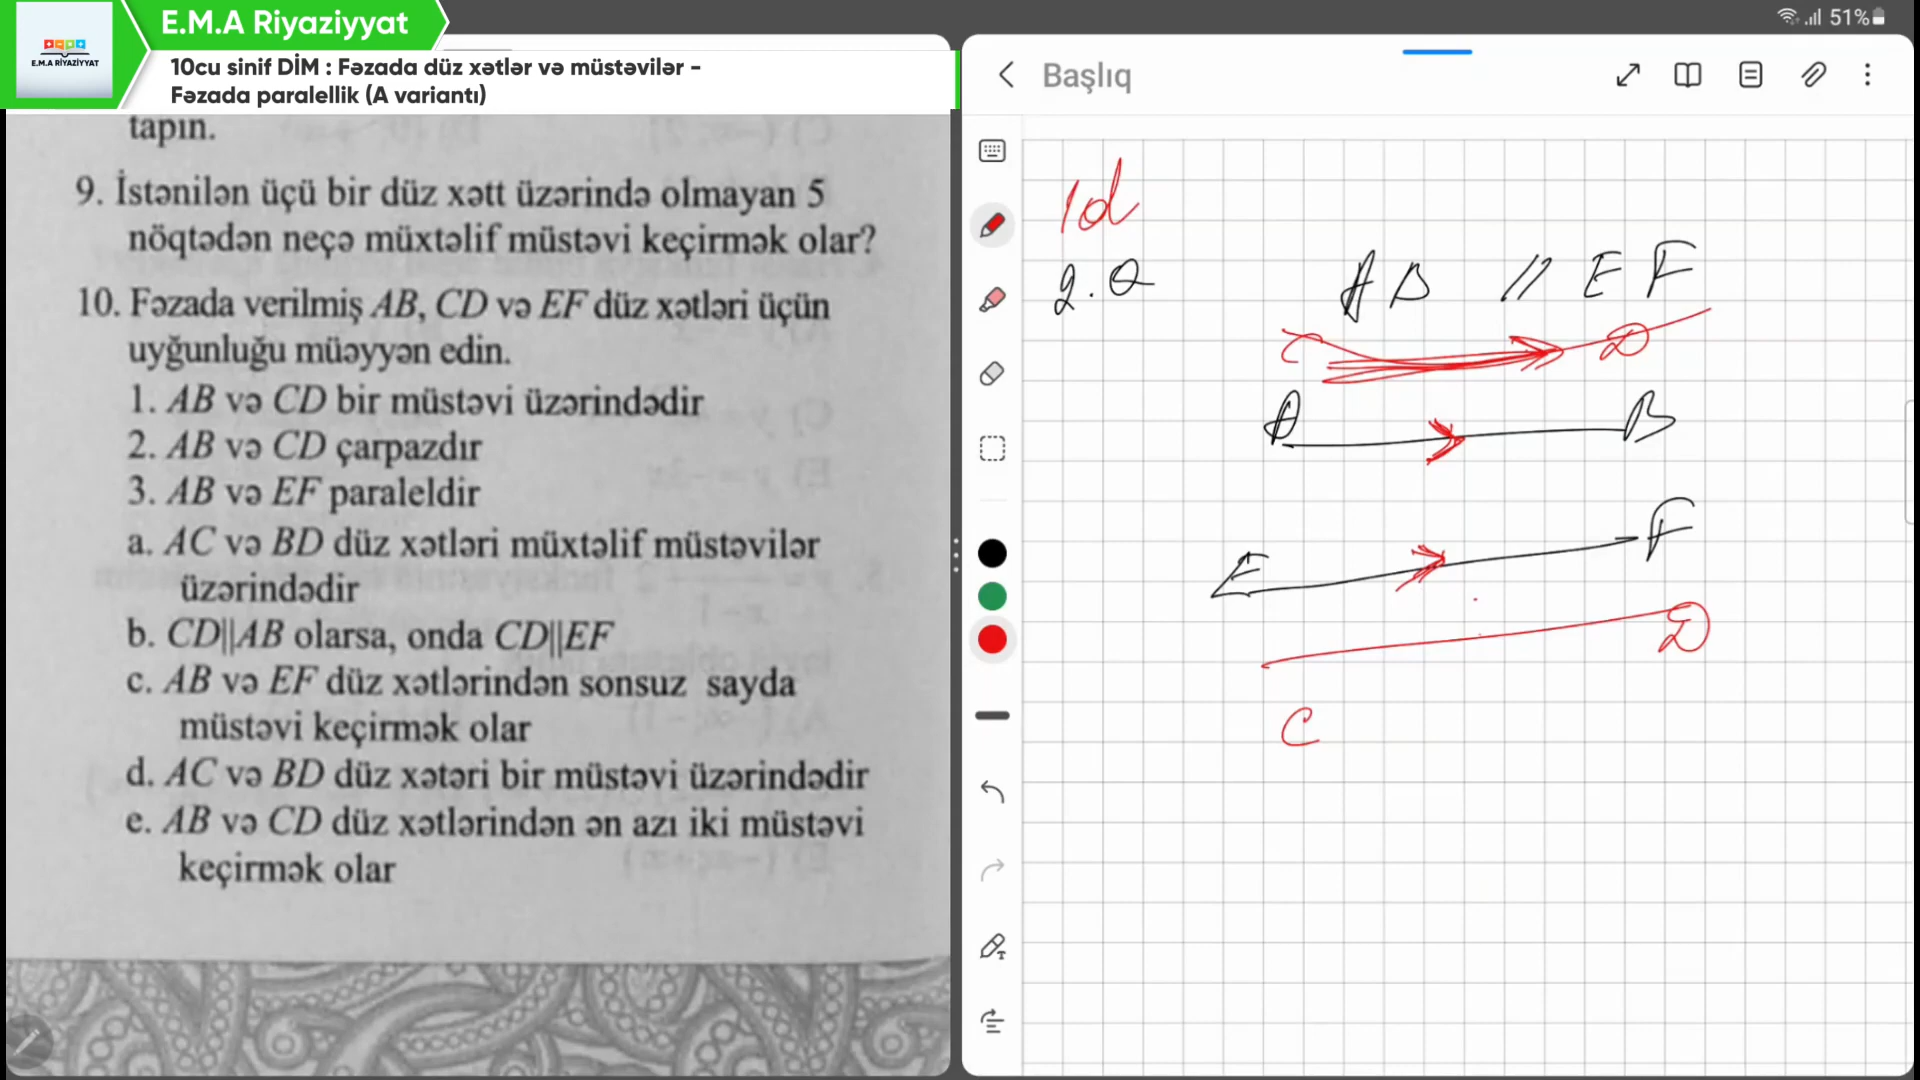 E.M.A Riyaziyyat
E.M.A RİYAZİYYAT
10cu sinif DİM : Fəzada düz xətlər və müstəvilər -
Fəzada paralellik (A variantı)
tapın.
9. İstənilən üçü bir düz xətt üzərində olmayan 5
nöqtədən neçə müxtəlif müstəvi keçirmək olar?
10. Fəzada verilmiş AB, CD və EF düz xətləri üçün
uyğunluğu müəyyən edin.
1. AB və CD bir müstəvi üzərindədir
2. AB və CD çarpazdır
3. AB və EF paraleldir
a. AC və BD düz xətləri müxtəlif müstəvilər
üzərindədir
b. CD||AB olarsa, onda CD||EF
c. AB və EF düz xətlərindən sonsuz sayda
müstəvi keçirmək olar
d. AC və BD düz xətəri bir müstəvi üzərindədir
e. AB və CD düz xətlərindən ən azı iki müstəvi
keçirmək olar
51%
Başlıq
1d
2. a
AB // EF
C D
A B
E F
D
C